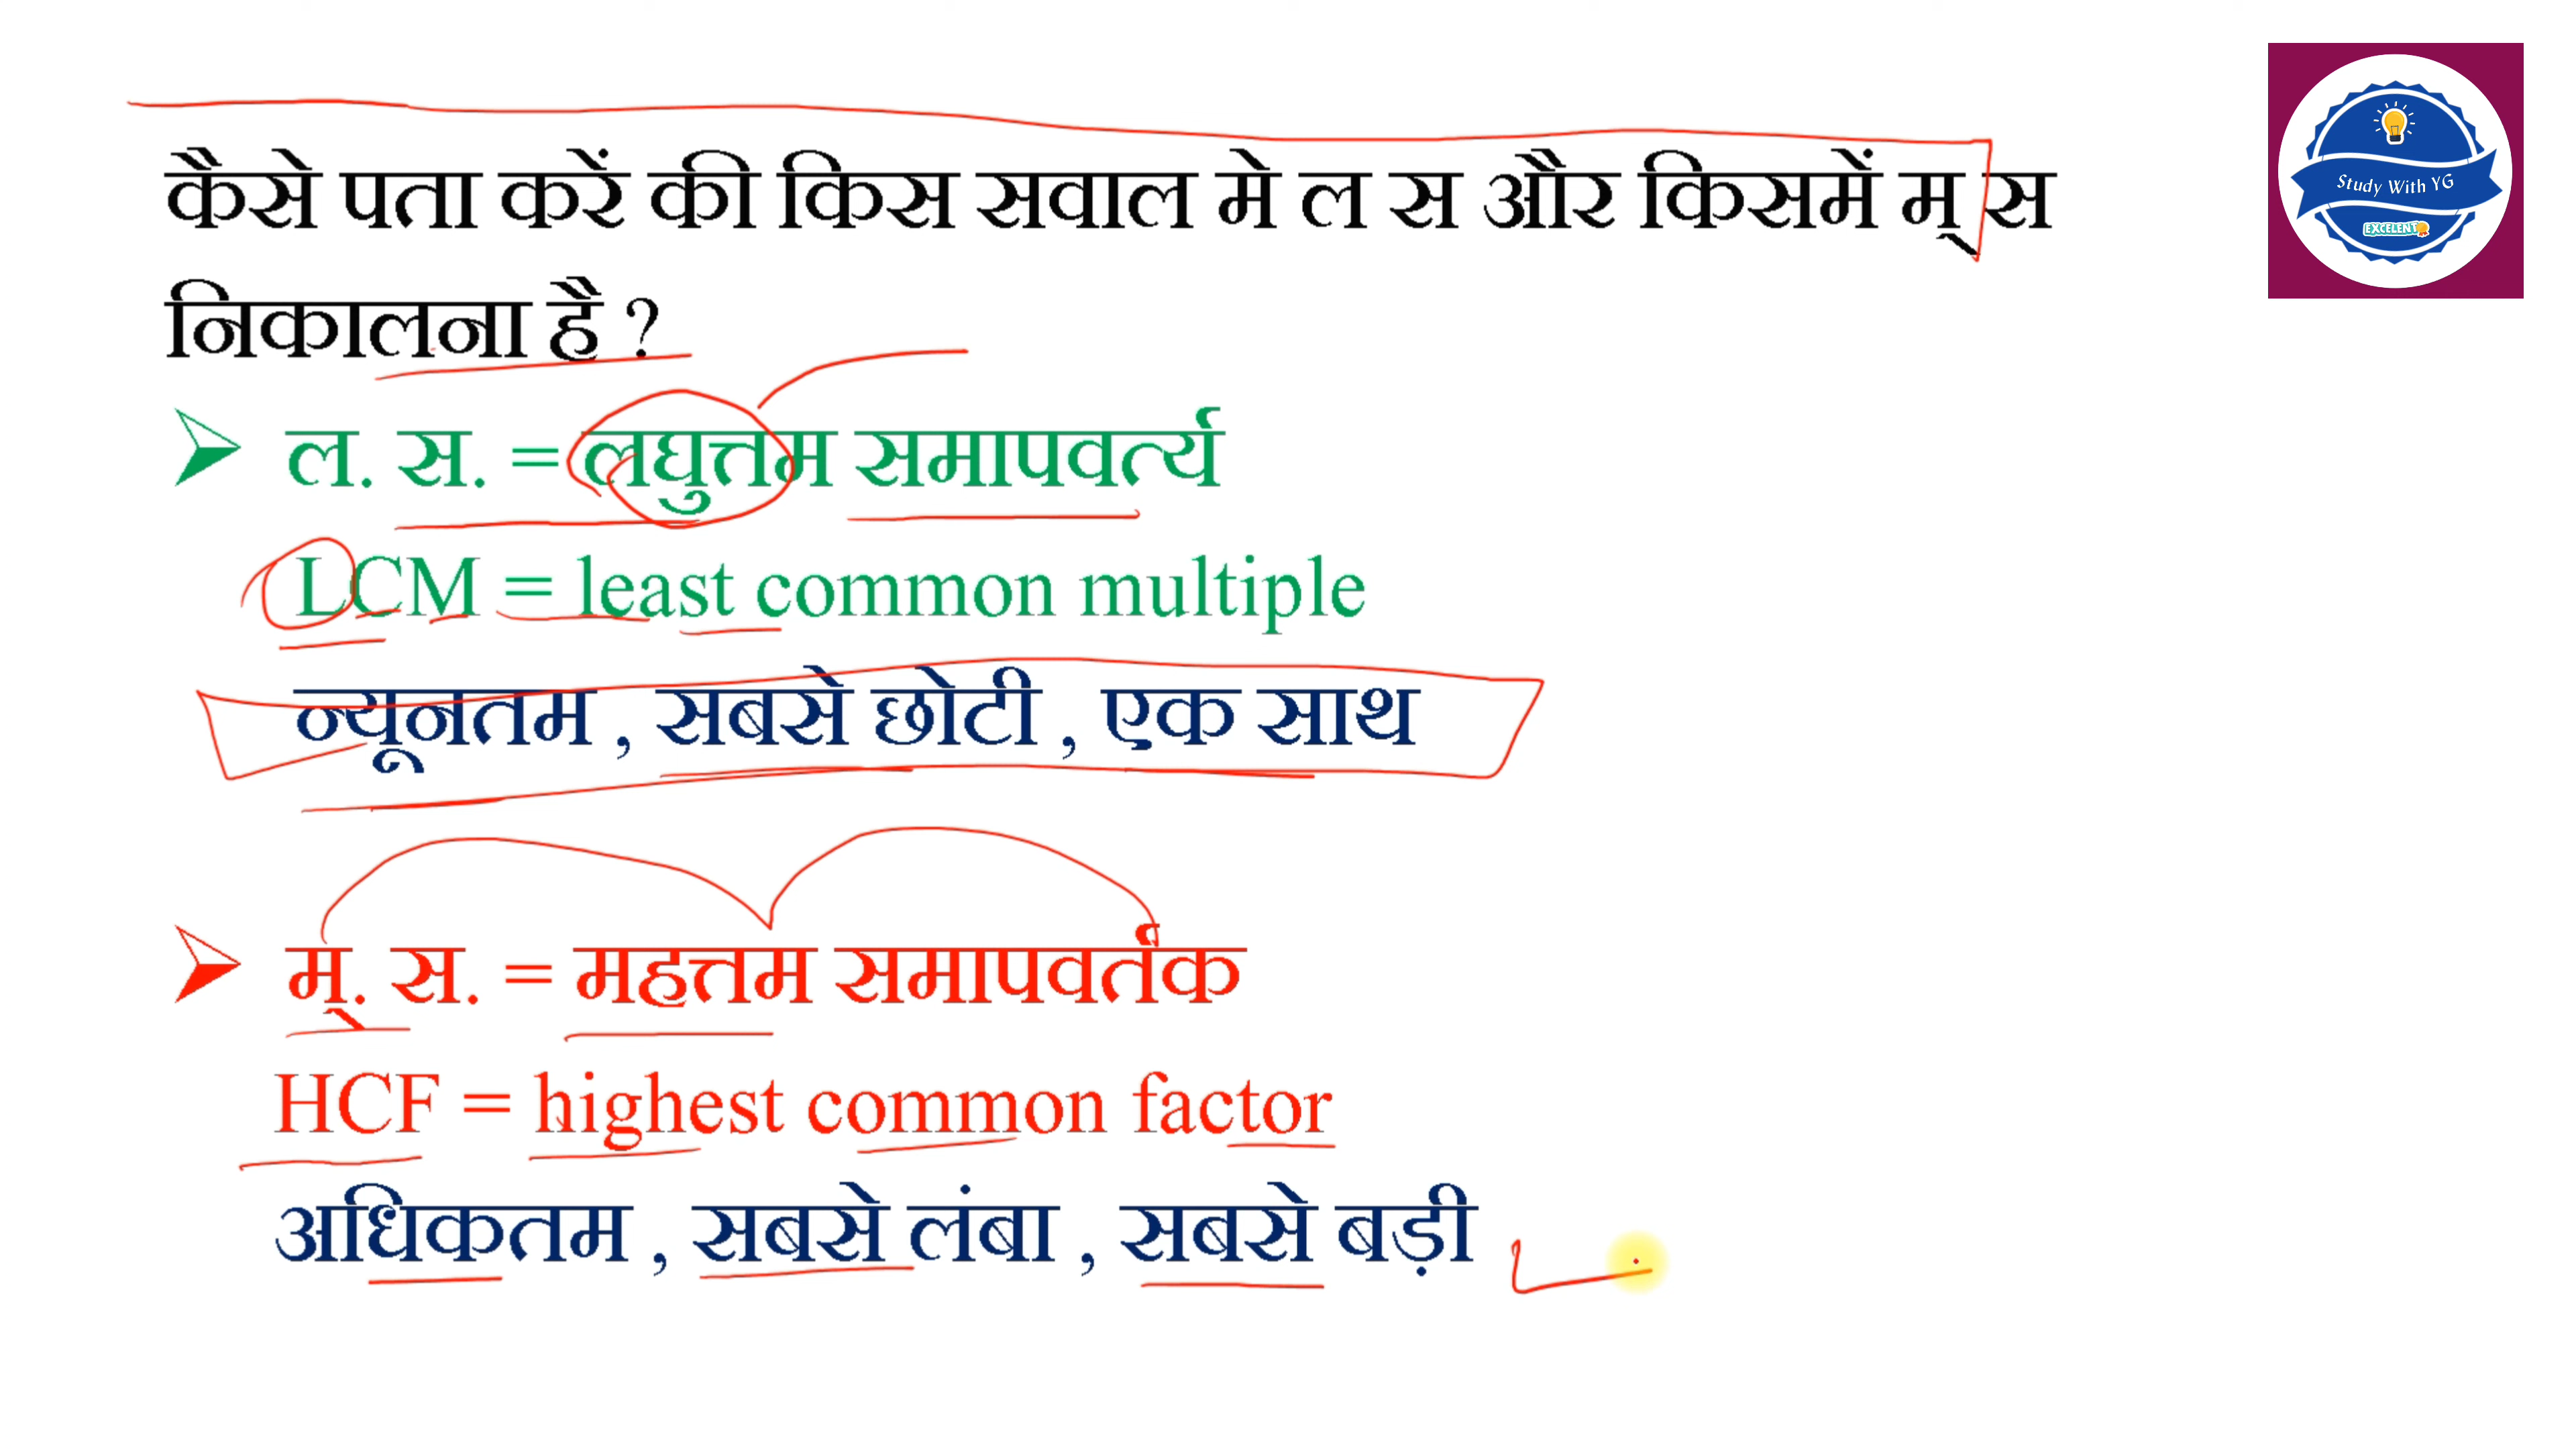 कैसे पता करें की किस सवाल मे ल स और किसमें म् स
निकालना है ?
ल. स. = लघुत्तम समापवर्त्य
LCM = least common multiple
न्यूनतम , सबसे छोटी , एक साथ
म्. स. = महत्तम समापवर्तक
HCF = highest common factor
अधिकतम , सबसे लंबा , सबसे बड़ी
Study With YG
EXCELENT